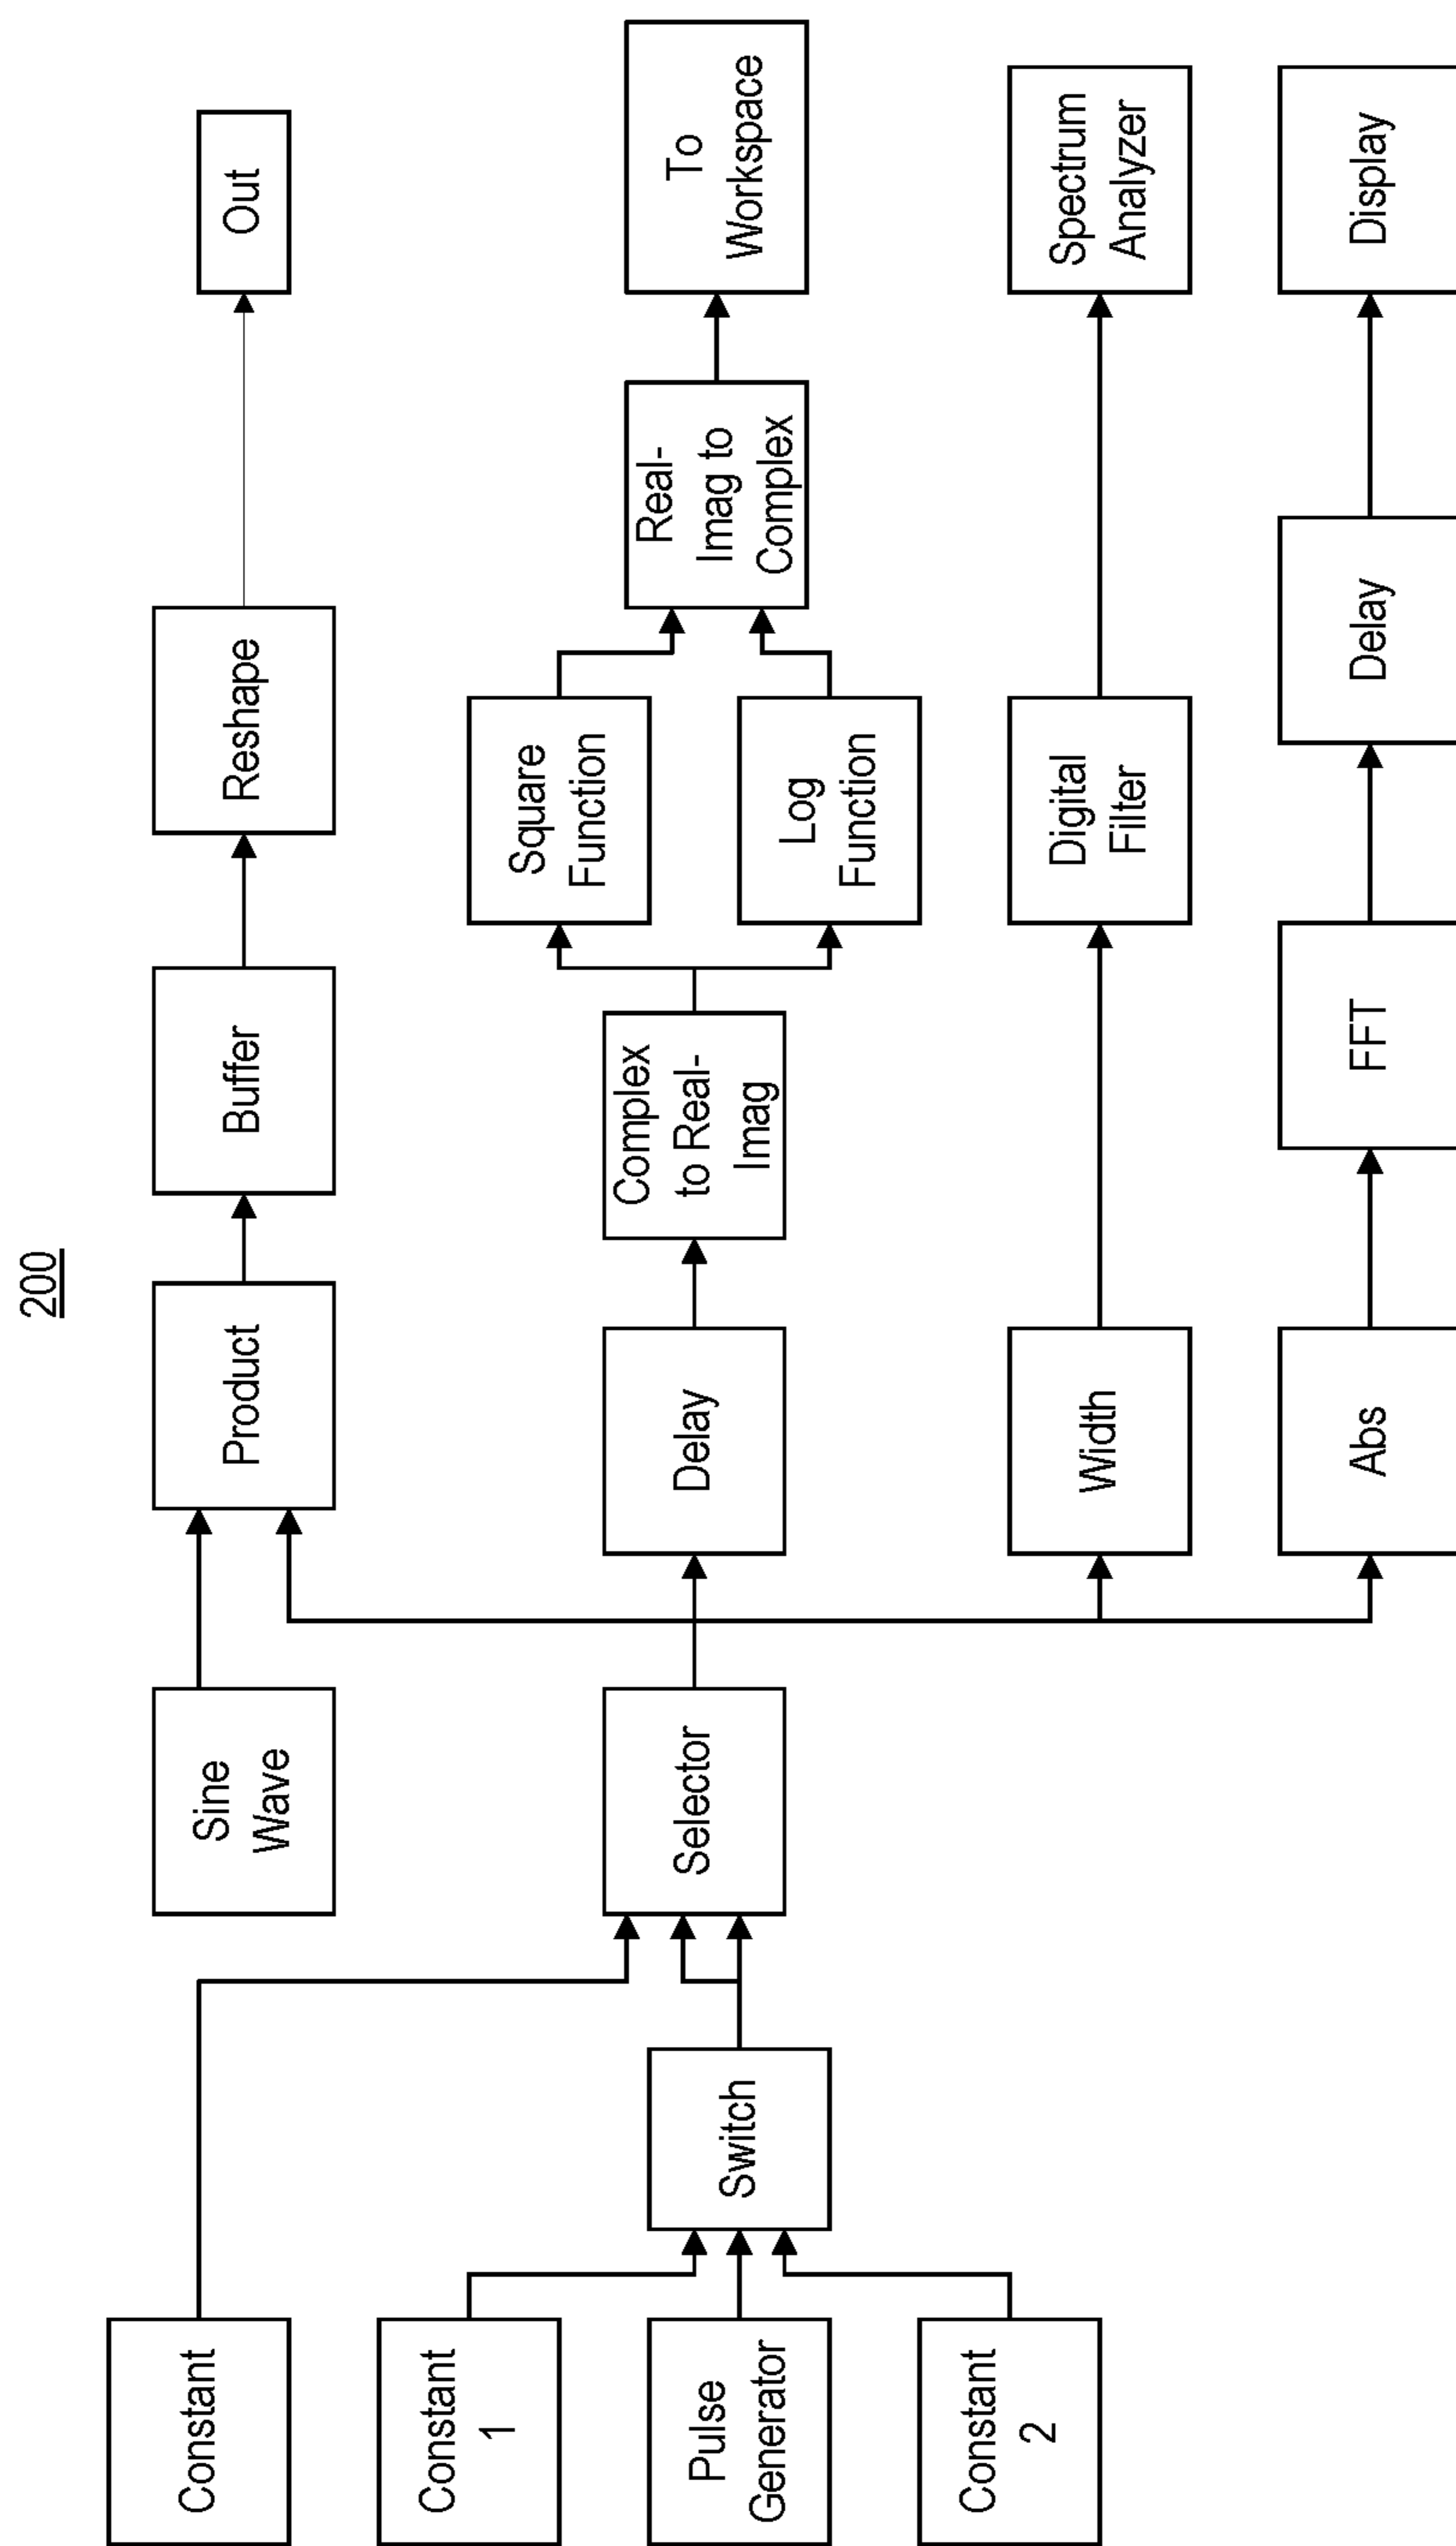 200
Constant
Constant
1
Pulse
Generator
Constant
2
Switch
Sine
Wave
Selector
Product
Buffer
Reshape
Out
Delay
Complex
to Real-
Imag
Square
Function
Log
Function
Real-
Imag to
Complex
To
Workspace
Width
Digital
Filter
Spectrum
Analyzer
Abs
FFT
Delay
Display